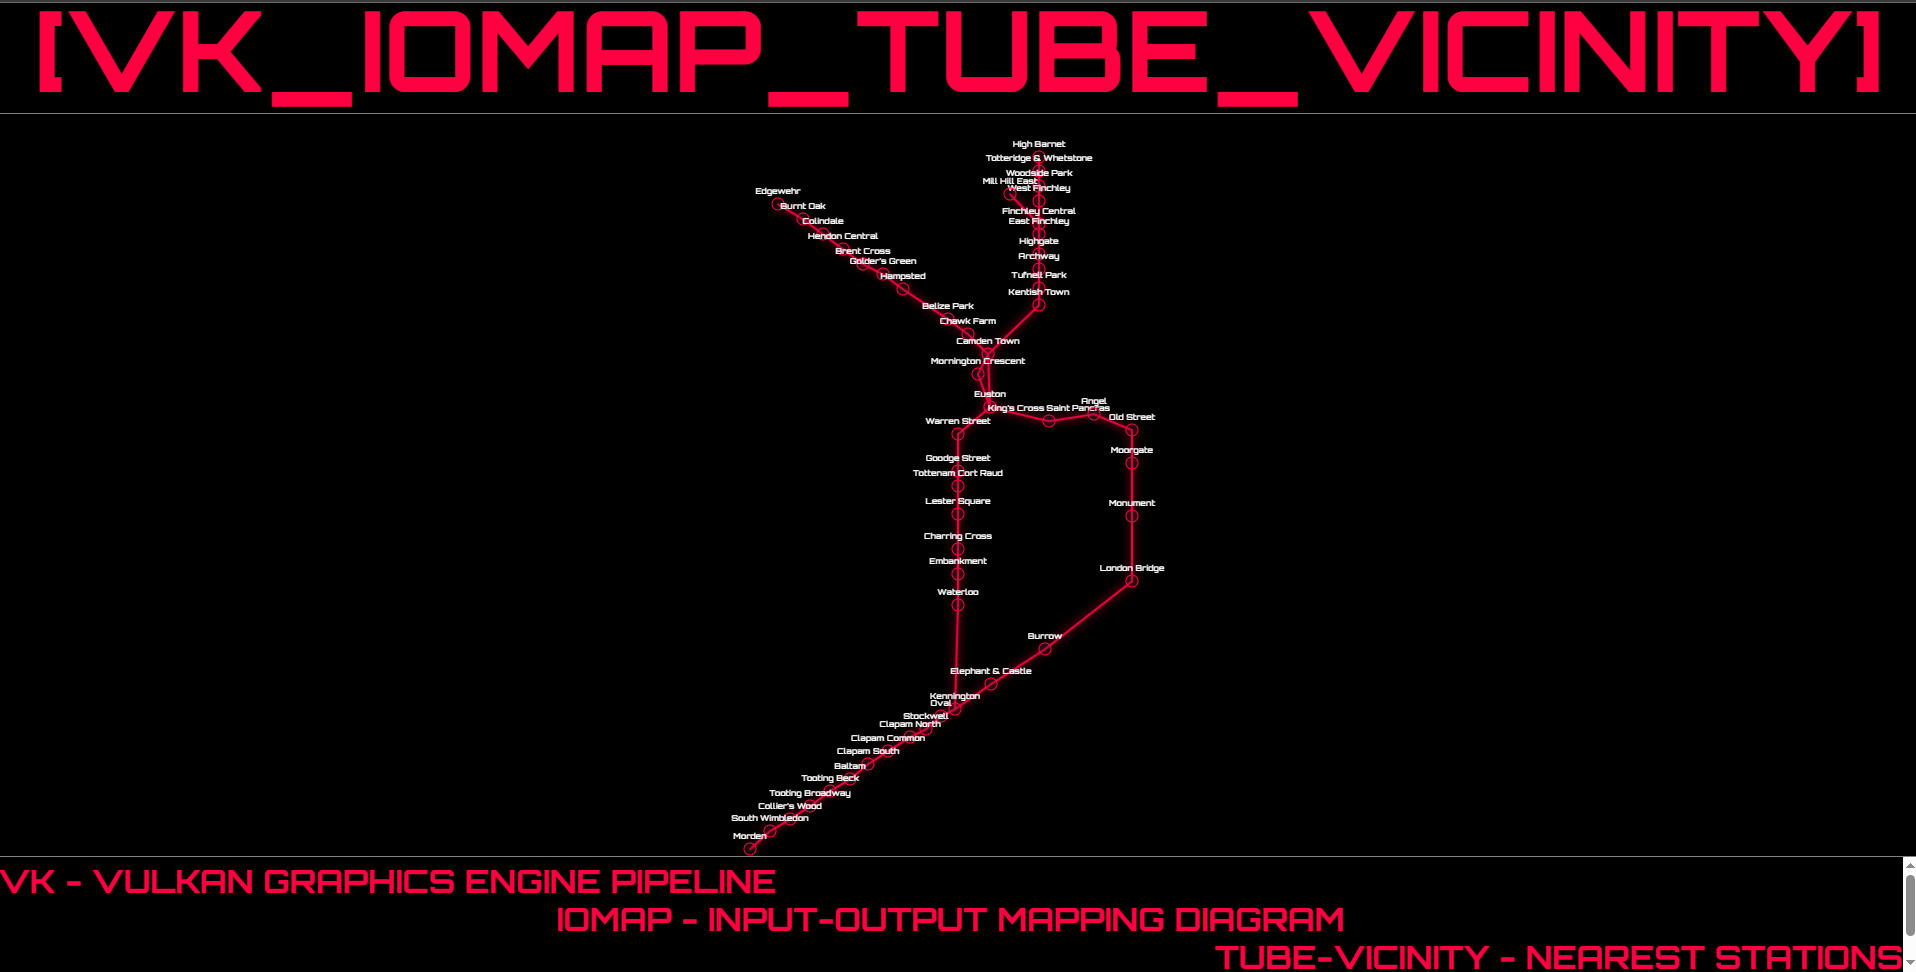 [VK_IOMAP_TUBE_VICINITY]
High Barnet
Totteridge & Whetstone
Woodside Park
Mill Hill East
West Finchley
Edgewehr
Burnt Oak
Finchley Central
Colindale
East Finchley
Hendon Central
Highgate
Brent Cross
Archway
Golder's Green
Hampsted
Tufnell Park
Kentish Town
Belize Park
Chawk Farm
Camden Town
Mornington Crescent
Euston
Angel
King's Cross Saint Pancras
Old Street
Warren Street
Moorgate
Goodge Street
Tottenam Cort Raud
Lester Square
Monument
Charring Cross
Embankment
London Bridge
Waterloo
Burrow
Elephant & Castle
Kennington
Oval
Stockwell
Clapam North
Clapam Common
Clapam South
Baltam
Tooting Beck
Tooting Broadway
Collier's Wood
South Wimbledon
Morden
VK - VULKAN GRAPHICS ENGINE PIPELINE
IOMAP - INPUT-OUTPUT MAPPING DIAGRAM
TUBE-VICINITY - NEAREST STATIONS